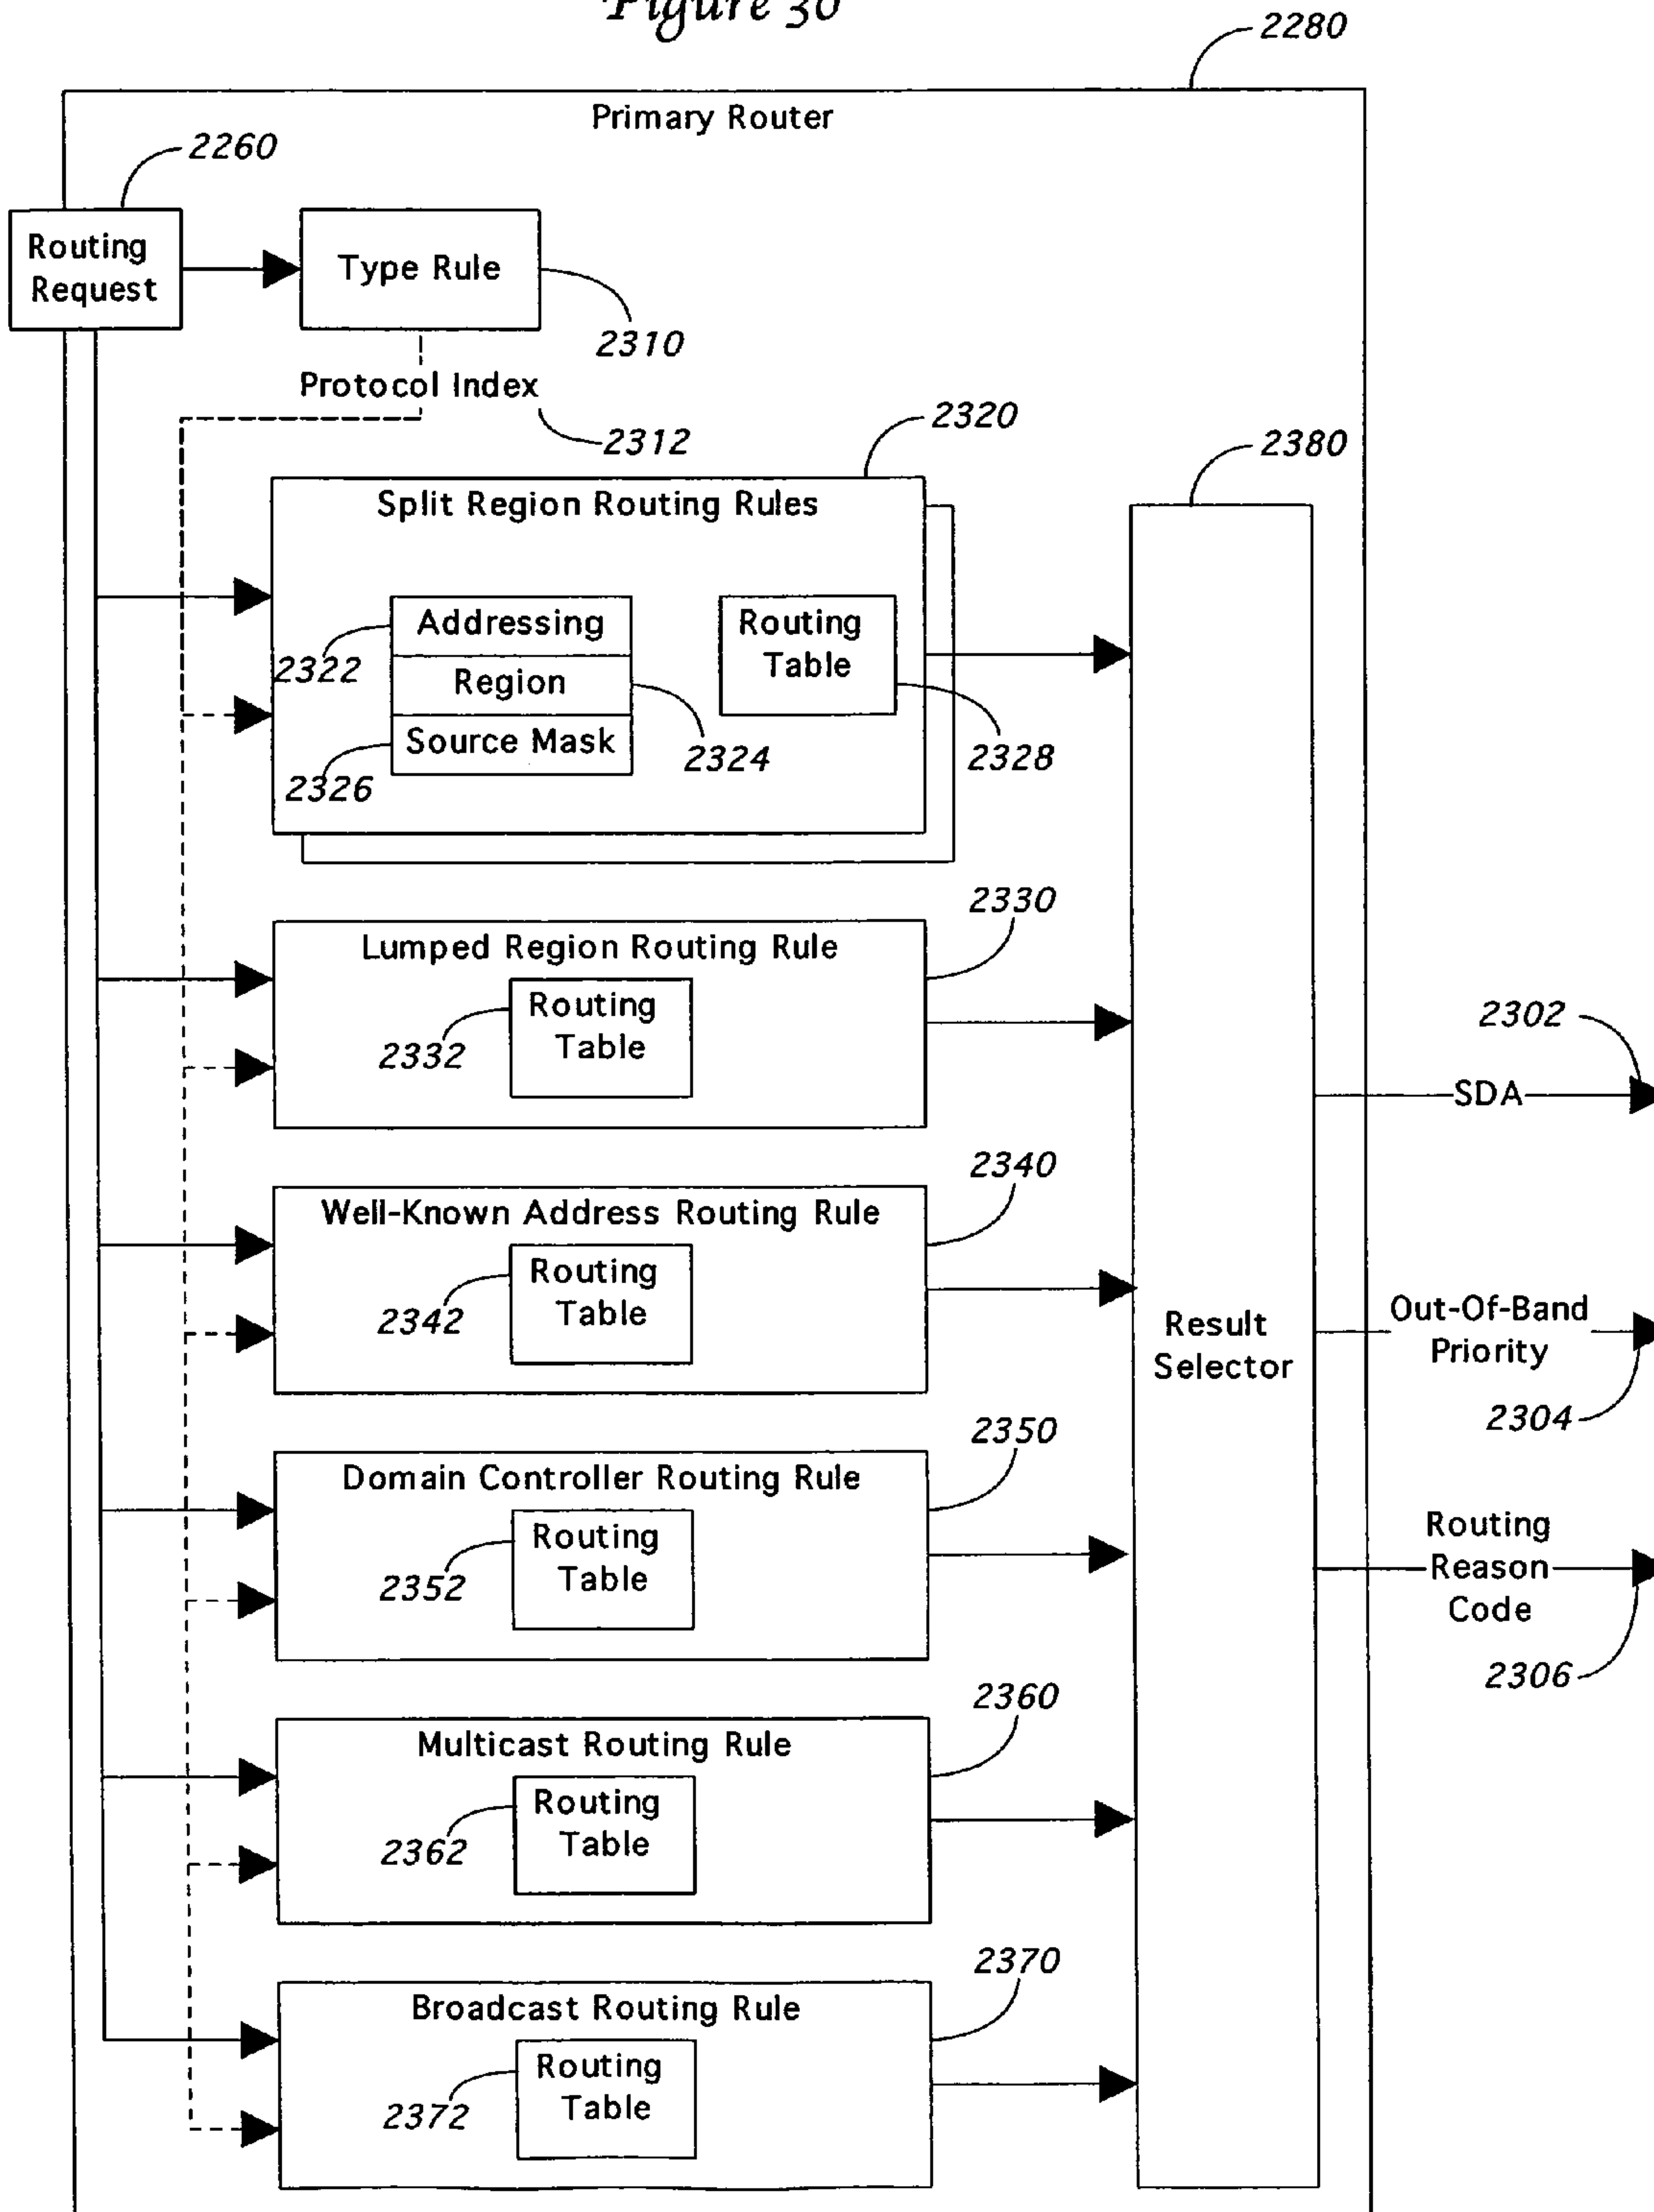 Figure 30
2280
Primary Router
2260
Routing
Request
Type Rule
2310
Protocol Index
2312
2320
2380
Split Region Routing Rules
Addressing
2322
Region
2324
Source Mask
2326
Routing
Table
2328
2330
Lumped Region Routing Rule
Routing
Table
2332
2302
SDA
2340
Well-Known Address Routing Rule
Routing
Table
2342
Result
Selector
Out-Of-Band
Priority
2304
2350
Domain Controller Routing Rule
Routing
Table
2352
Routing
Reason
Code
2306
2360
Multicast Routing Rule
Routing
Table
2362
2370
Broadcast Routing Rule
Routing
Table
2372